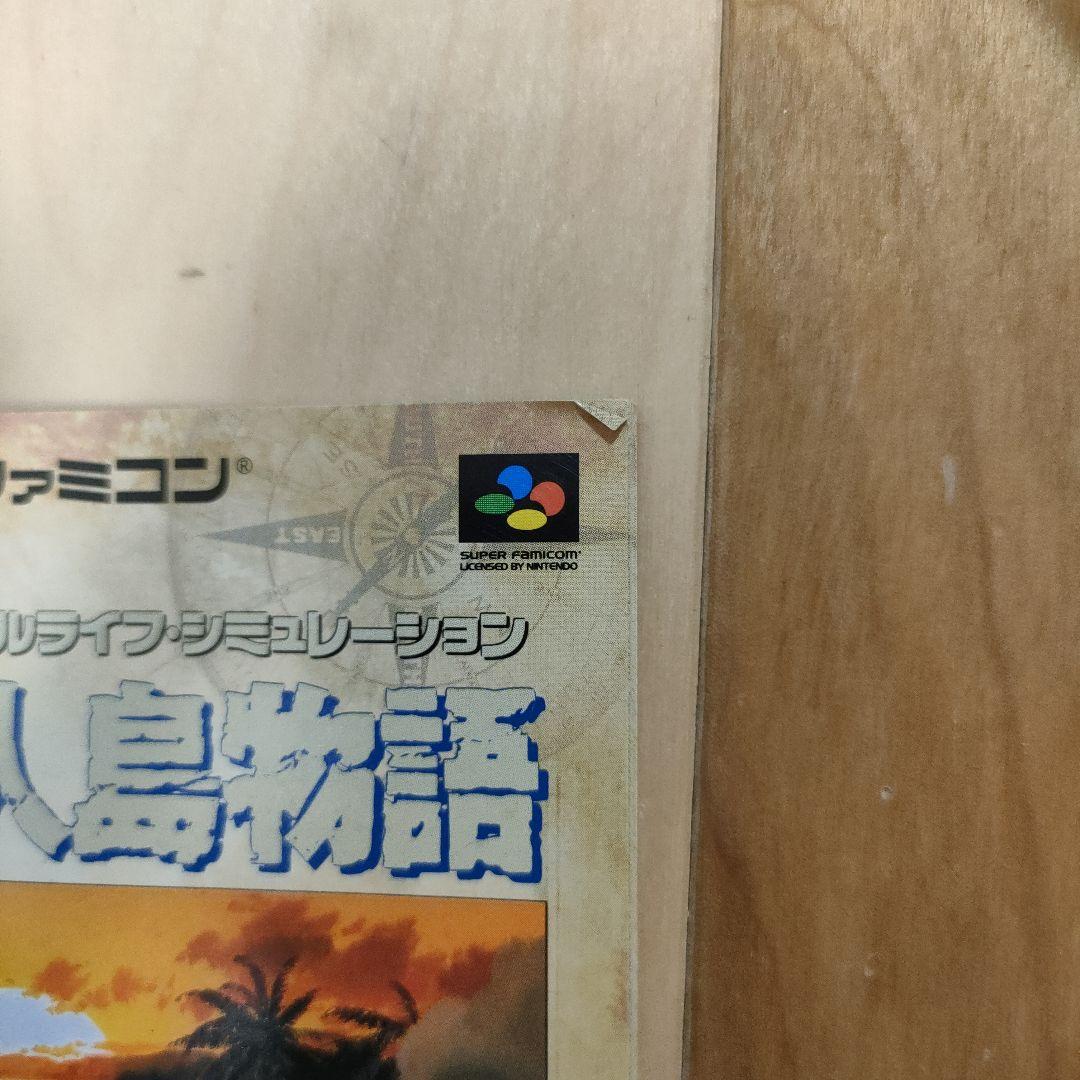 ファミコン®
SUPER FAMICOM®
LICENSED BY NINTENDO
EAST
ルライフ・シミュレーション
人島物語